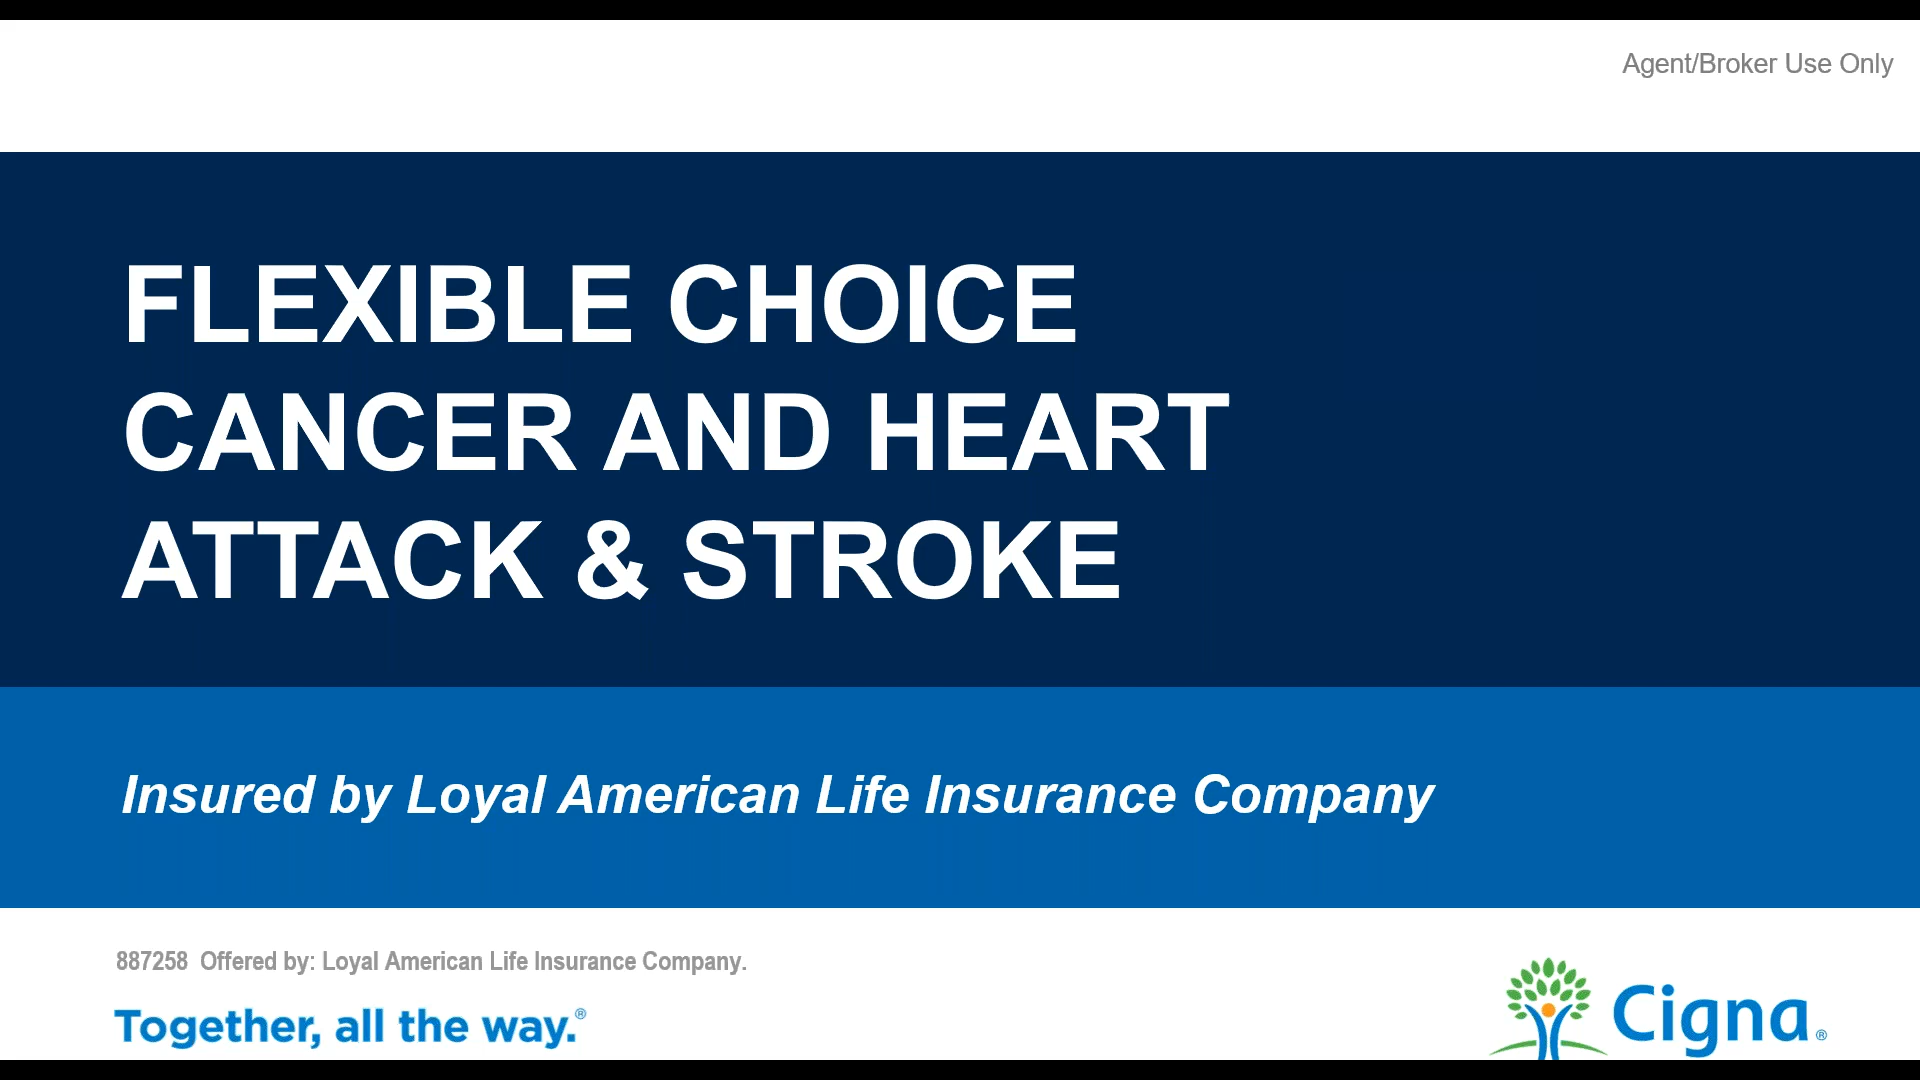 Agent/Broker Use Only
FLEXIBLE CHOICE
CANCER AND HEART
ATTACK & STROKE
Insured by Loyal American Life Insurance Company
887258 Offered by: Loyal American Life Insurance Company.
Together, all the way.®
Cigna®